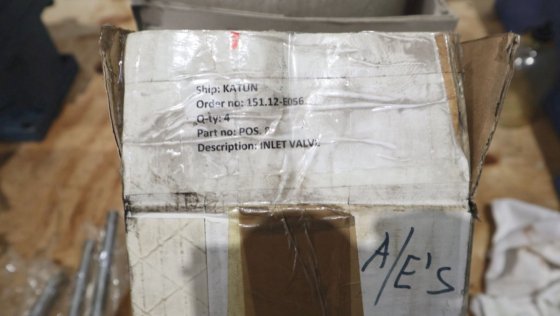 Ship: KATUN
Order no: 151.12-E056
Q-ty: 4
Part no: POS.
Description: INLET VALVE
A/E'S